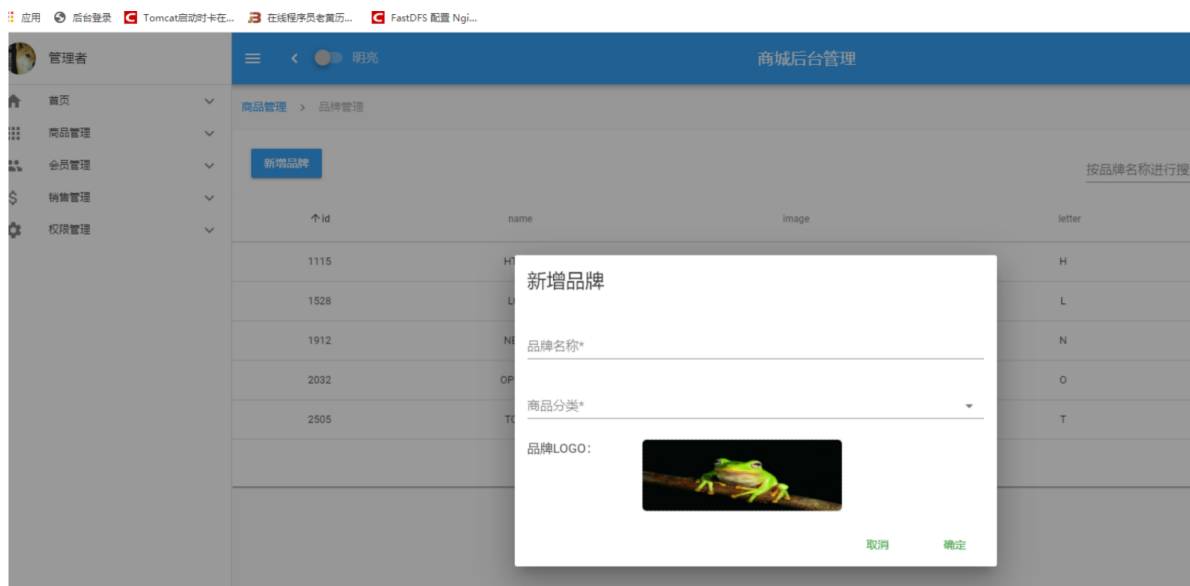 应用 后台登录 Tomcat启动时卡在... 在线程序员老黄历... FastDFS 配置 Ngi...
管理者 明亮 商城后台管理
首页 商品管理 > 品牌管理
商品管理
会员管理 新增品牌 按品牌名称进行搜
销售管理
权限管理
id name image letter
1115 HT H
1528 L L
1912 NE N
2032 OP O
2505 TO T
新增品牌
品牌名称*
商品分类*
品牌LOGO：
取消 确定